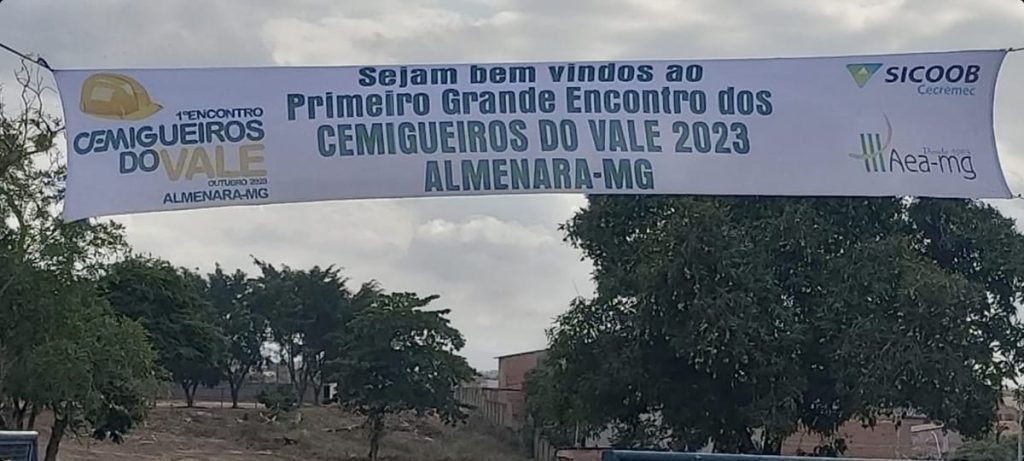 1º ENCONTRO
CEMIGUEIROS
DO VALE
OUTUBRO 2023
ALMENARA-MG
Sejam bem vindos ao
Primeiro Grande Encontro dos
CEMIGUEIROS DO VALE 2023
ALMENARA-MG
SICOOB
Cecremec
Desde
Aea-mg